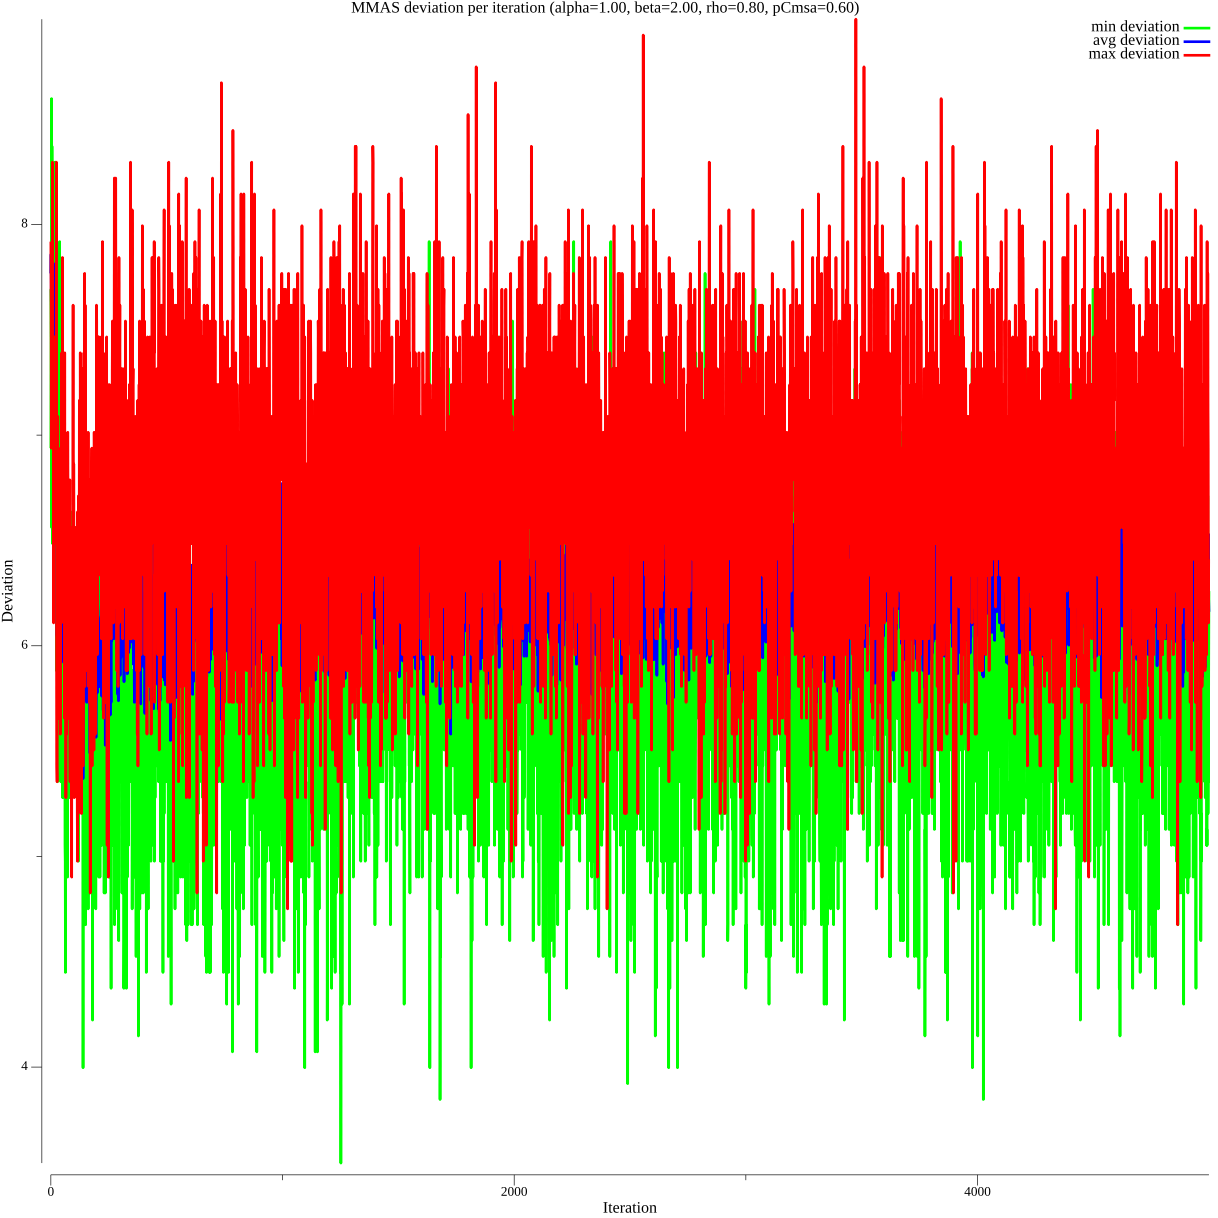 MMAS deviation per iteration (alpha=1.00, beta=2.00, rho=0.80, pCmsa=0.60)
min deviation
avg deviation
max deviation
8
6
4
Deviation
0
2000
4000
Iteration